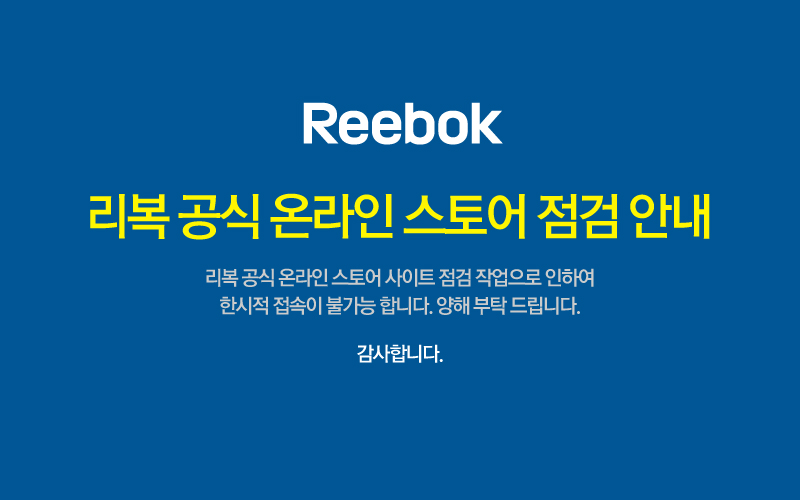 Reebok
리복 공식 온라인 스토어 점검 안내
리복 공식 온라인 스토어 사이트 점검 작업으로 인하여
한시적 접속이 불가능 합니다. 양해 부탁 드립니다.
감사합니다.